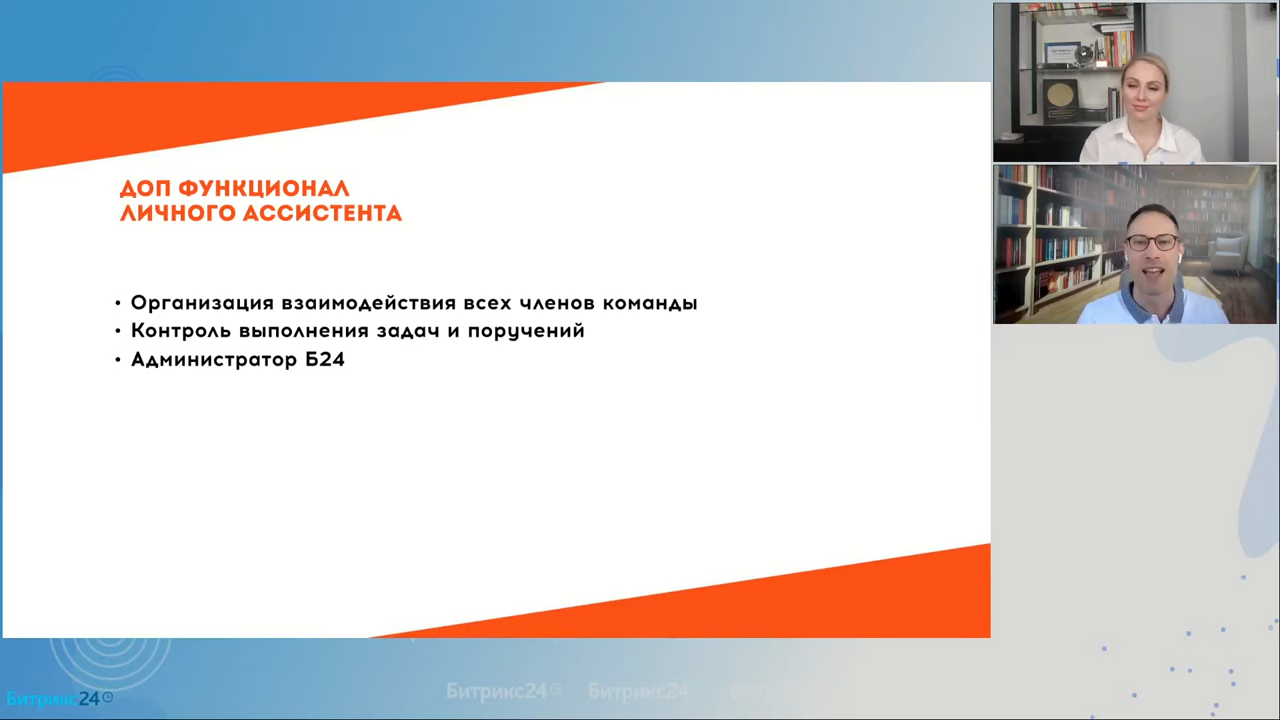 ДОП ФУНКЦИОНАЛ
ЛИЧНОГО АССИСТЕНТА
• Организация взаимодействия всех членов команды
• Контроль выполнения задач и поручений
• Администратор Б24
Битрикс24
Битрикс24 Битрикс24